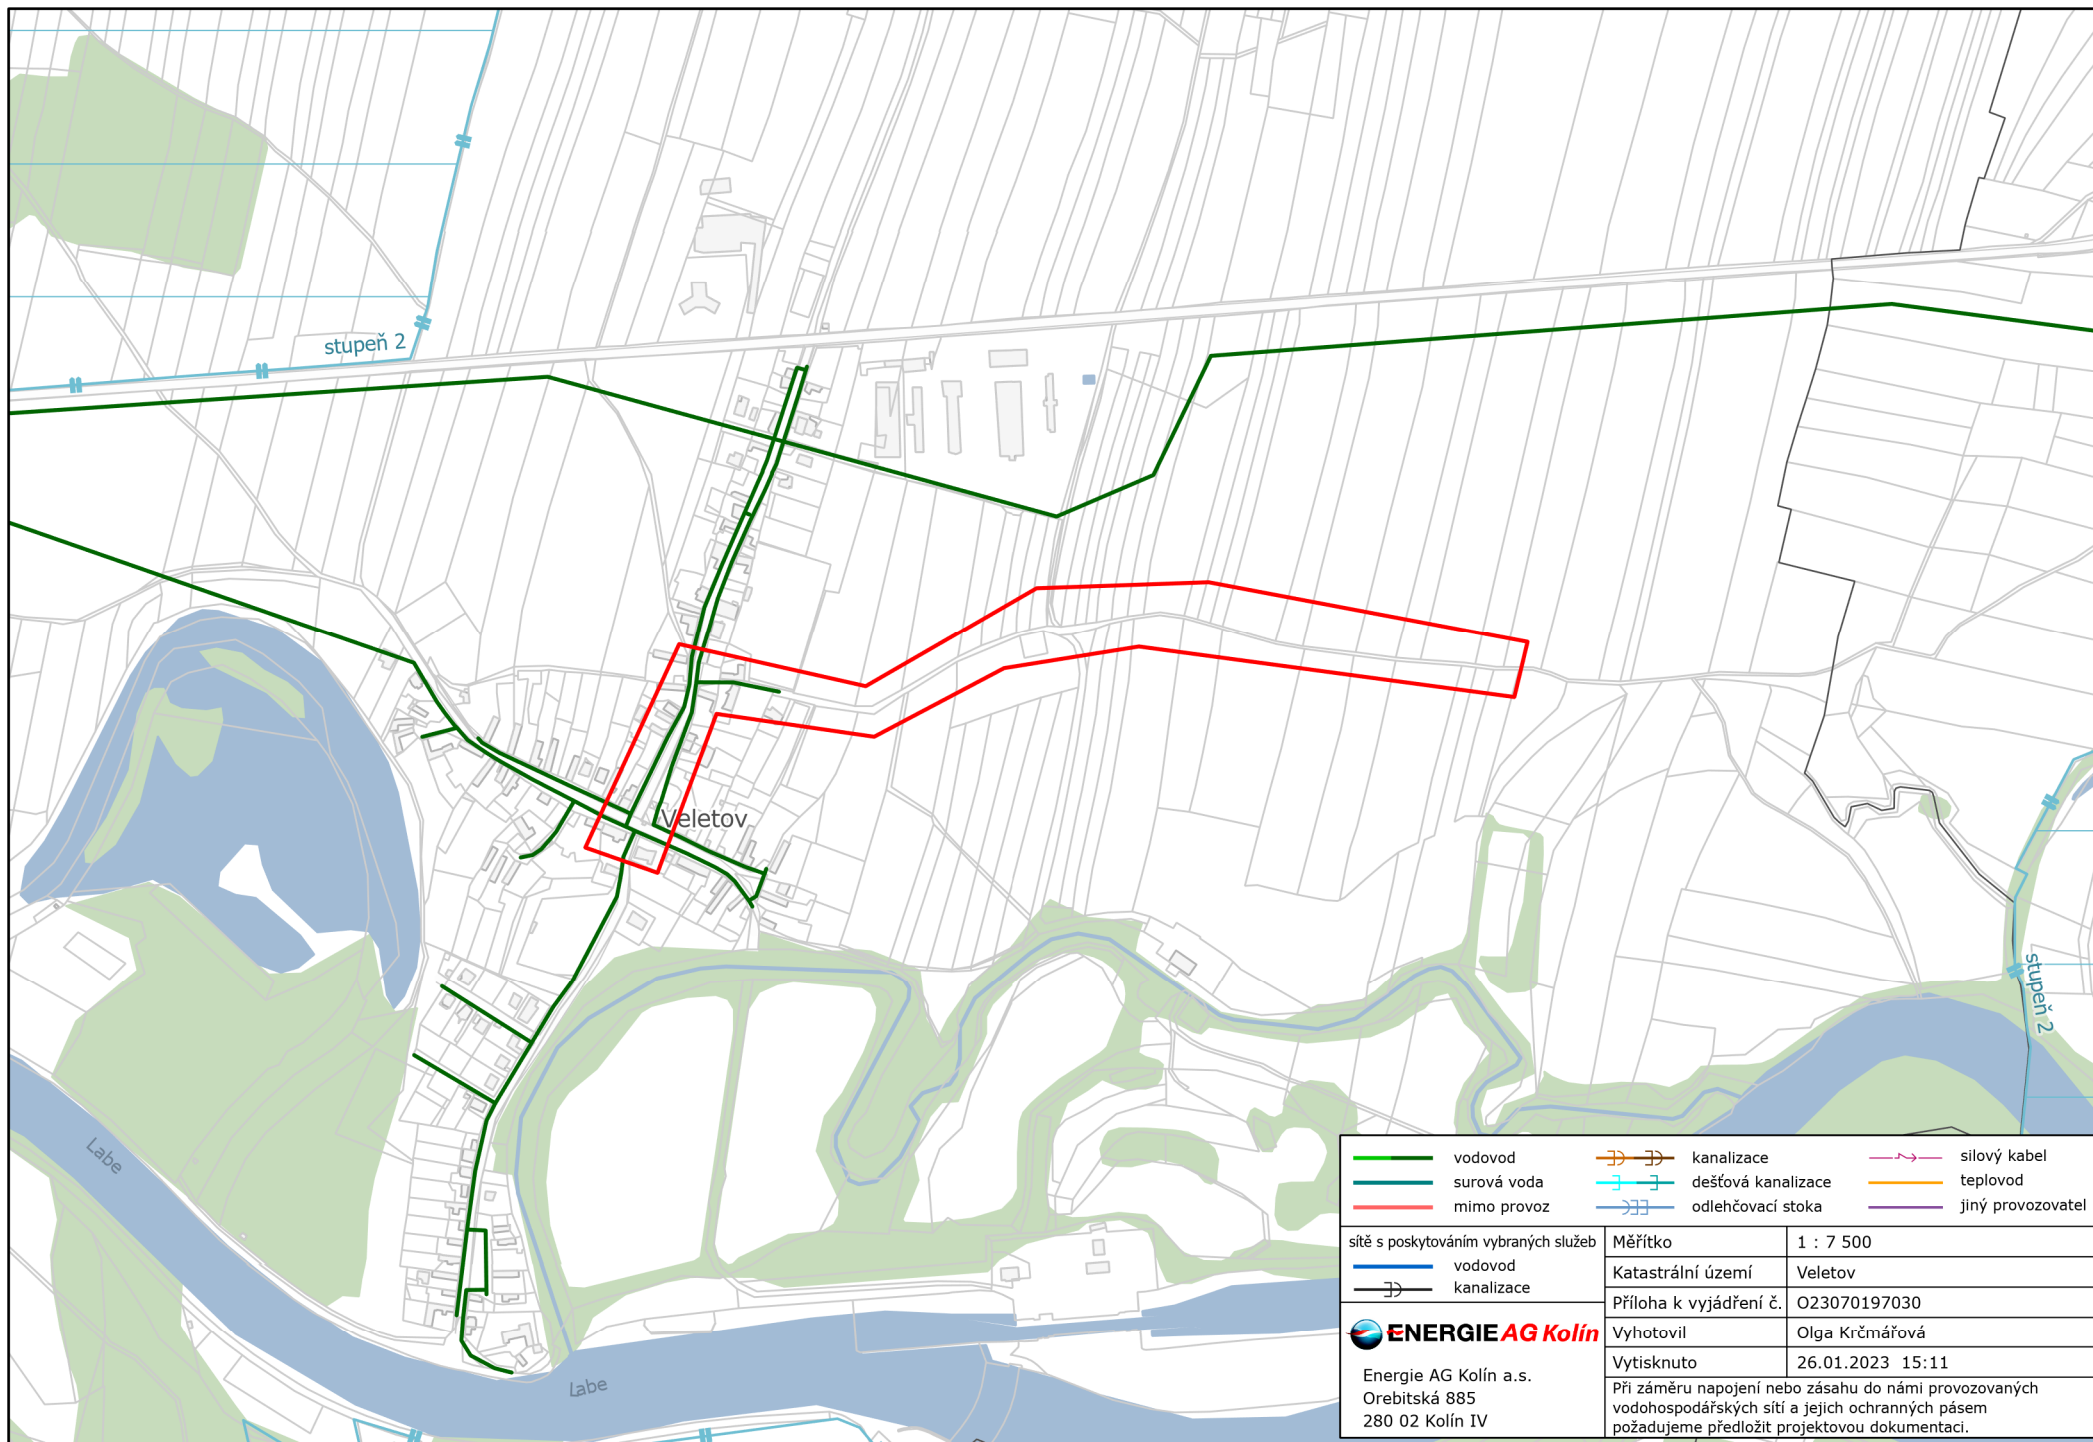 stupeň 2
Veletov
stupeň 2
Labe
Labe
vodovod
surová voda
mimo provoz
kanalizace
dešťová kanalizace
odlehčovací stoka
silový kabel
teplovod
jiný provozovatel
sítě s poskytováním vybraných služeb
vodovod
kanalizace
ENERGIE AG Kolín
Energie AG Kolín a.s.
Orebitská 885
280 02 Kolín IV
Měřítko 1 : 7 500
Katastrální území Veletov
Příloha k vyjádření č. O23070197030
Vyhotovil Olga Krčmářová
Vytisknuto 26.01.2023 15:11
Při záměru napojení nebo zásahu do námi provozovaných
vodohospodářských sítí a jejich ochranných pásem
požadujeme předložit projektovou dokumentaci.